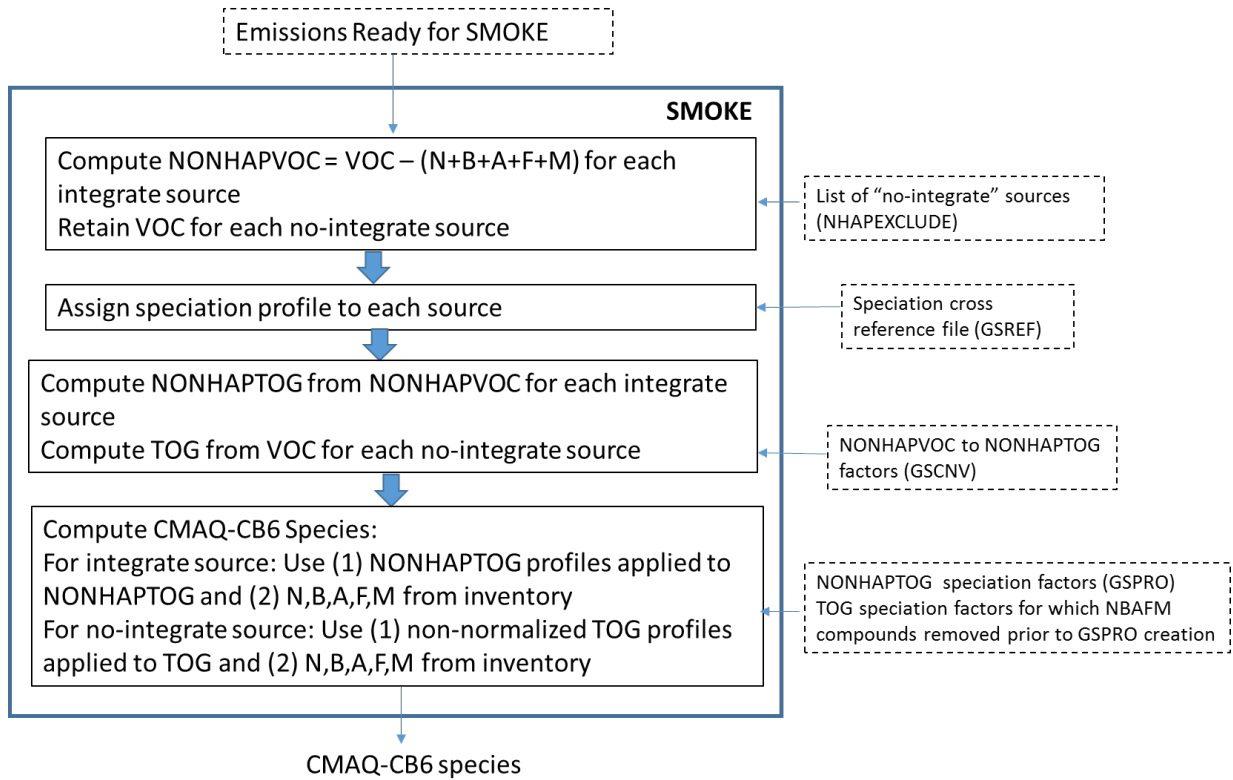 Emissions Ready for SMOKE
SMOKE
Compute NONHAPVOC = VOC – (N+B+A+F+M) for each
integrate source
Retain VOC for each no-integrate source
List of “no-integrate” sources
(NHAPEXCLUDE)
Assign speciation profile to each source
Speciation cross
reference file (GSREF)
Compute NONHAPTOG from NONHAPVOC for each integrate
source
Compute TOG from VOC for each no-integrate source
NONHAPVOC to NONHAPTOG
factors (GSCNV)
Compute CMAQ-CB6 Species:
For integrate source: Use (1) NONHAPTOG profiles applied to
NONHAPTOG and (2) N,B,A,F,M from inventory
For no-integrate source: Use (1) non-normalized TOG profiles
applied to TOG and (2) N,B,A,F,M from inventory
NONHAPTOG speciation factors (GSPRO)
TOG speciation factors for which NBAFM
compounds removed prior to GSPRO creation
CMAQ-CB6 species